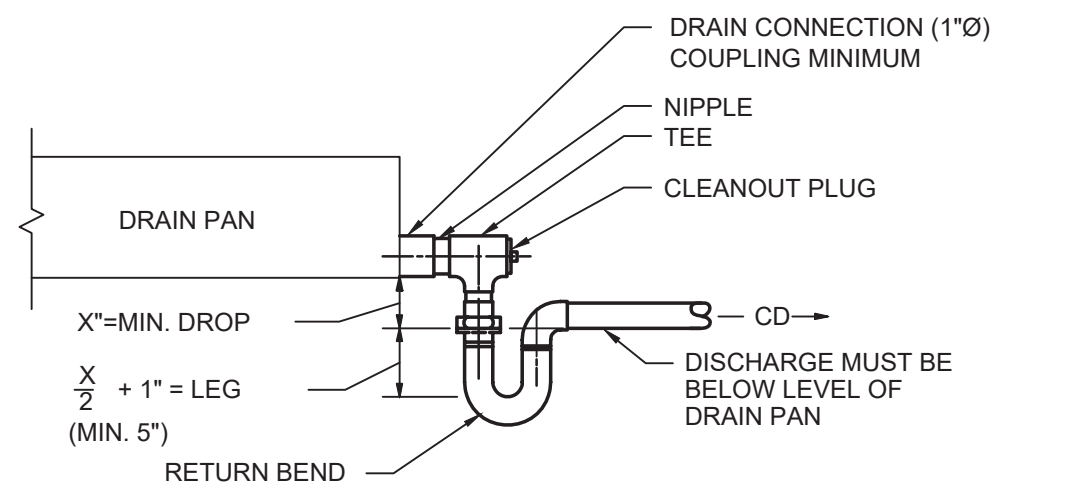 DRAIN CONNECTION (1"Ø)
COUPLING MINIMUM
NIPPLE
TEE
CLEANOUT PLUG
DRAIN PAN
X"=MIN. DROP
CD
X
2
+ 1" = LEG
(MIN. 5")
DISCHARGE MUST BE
BELOW LEVEL OF
DRAIN PAN
RETURN BEND